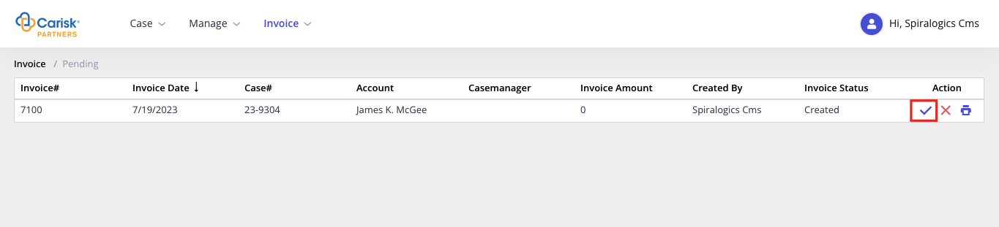 Carisk
PARTNERS
Case Manage Invoice
Hi, Spiralogics Cms
Invoice / Pending
Invoice# Invoice Date ↓ Case# Account Casemanager Invoice Amount Created By Invoice Status Action
7100 7/19/2023 23-9304 James K. McGee 0 Spiralogics Cms Created